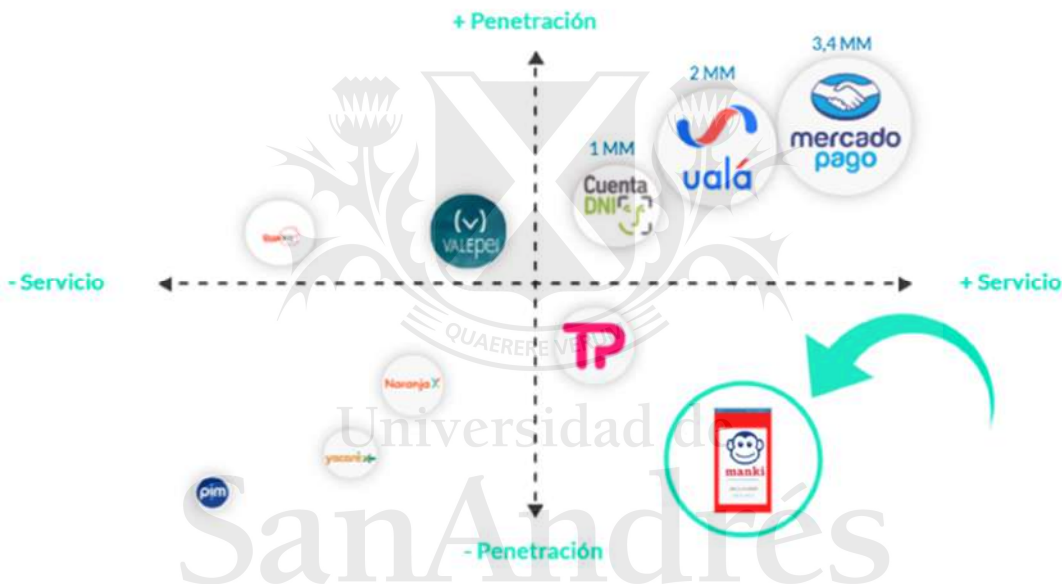 + Penetración
3,4 MM
2 MM
mercado
pago
1 MM
ualá
Cuenta
DNI
(v)
VALEpei
- Servicio
+ Servicio
QUAERERE VERUM
TP
Naranja X
Universidad de
manki
yacaré
pim
SanAndrés
- Penetración